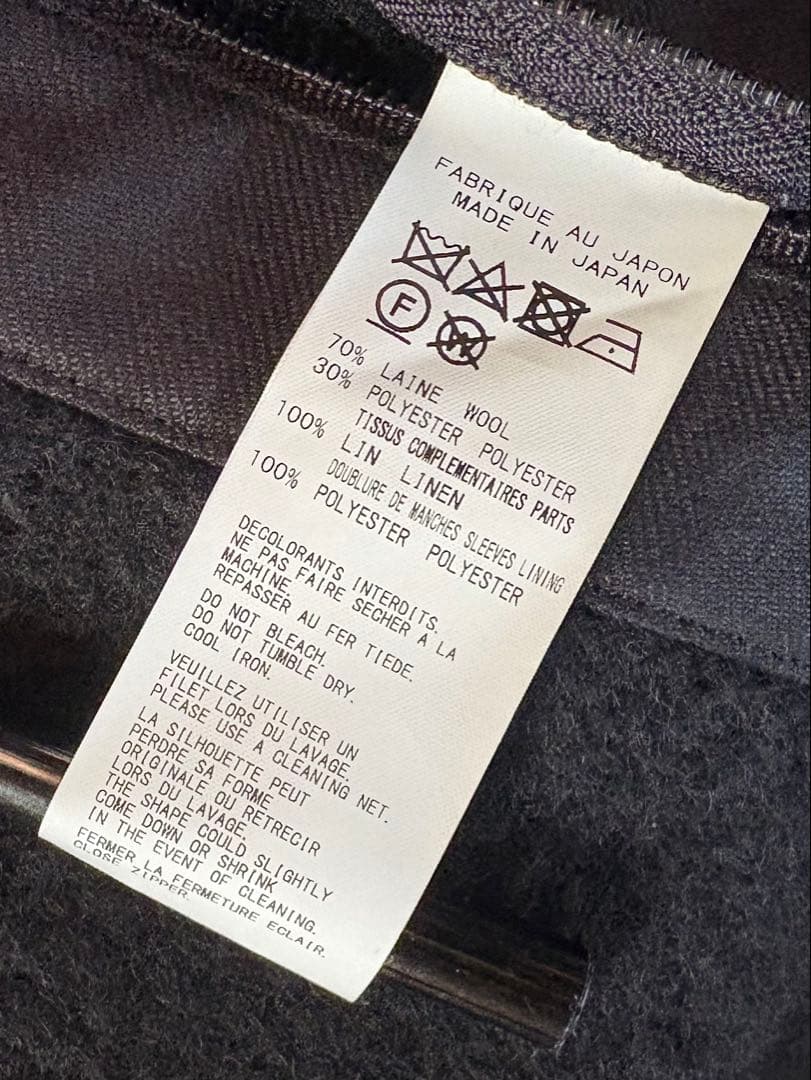 FABRIQUE AU JAPON
MADE IN JAPAN
F
W
70% LAINE WOOL
30% POLYESTER POLYESTER
TISSUS COMPLEMENTAIRES PARTS
100% LIN LINEN
DOUBLURE DE MANCHES SLEEVES LINING
100% POLYESTER POLYESTER
DECOLORANTS INTERDITS.
NE PAS FAIRE SECHER A LA
MACHINE.
REPASSER AU FER TIEDE.
DO NOT BLEACH.
DO NOT TUMBLE DRY.
COOL IRON.
VEUILLEZ UTILISER UN
FILET LORS DU LAVAGE.
PLEASE USE A CLEANING NET.
LA SILHOUETTE PEUT
PERDRE SA FORME
ORIGINALE OU RETRECIR
LORS DU LAVAGE.
THE SHAPE COULD SLIGHTLY
COME DOWN OR SHRINK
IN THE EVENT OF CLEANING.
FERMER LA FERMETURE ECLAIR.
CLOSE ZIPPER.